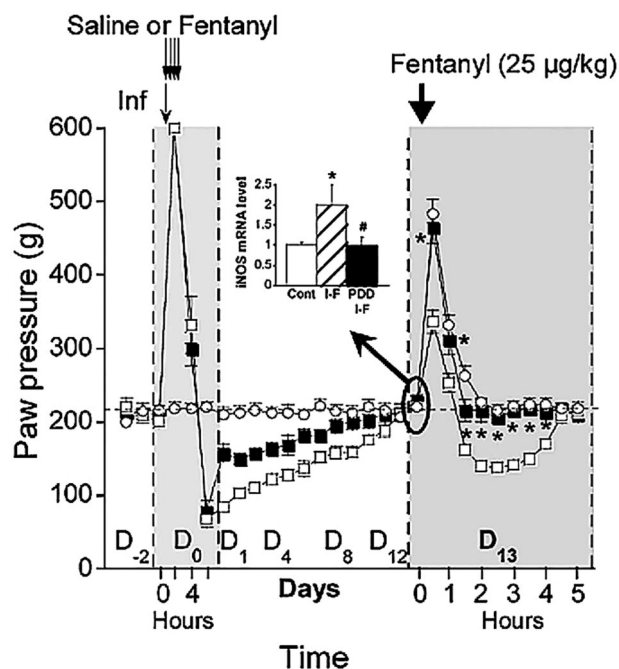 Saline or Fentanyl
Fentanyl (25 µg/kg)
Inf
600
500
400
300
200
100
0
Paw pressure (g)
iNOS mRNA level
2.5
2
1.5
1
0.5
0
*
#
Cont I-F PDD
I-F
*
*
* * * * * *
D-2 D0 D1 D4 D8 D12 D13
0 4 Days 0 1 2 3 4 5
Hours Hours
Time